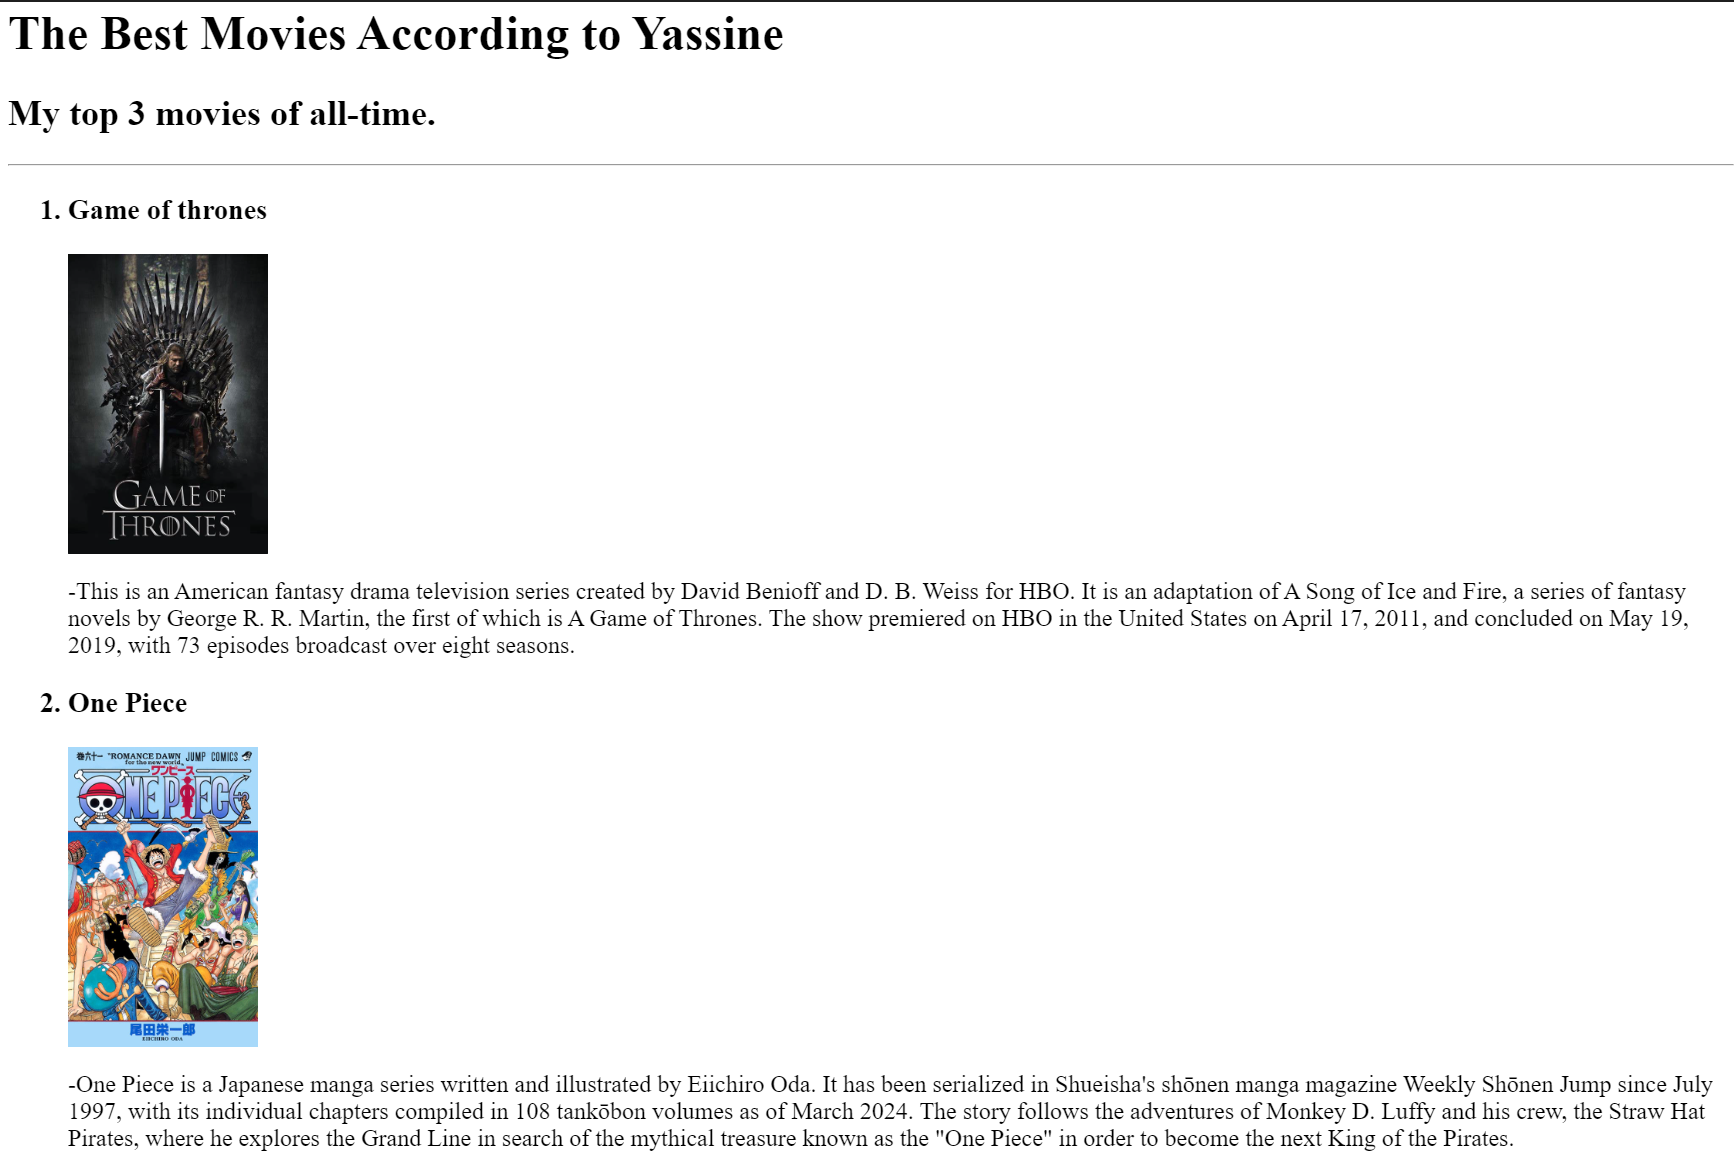 The Best Movies According to Yassine
My top 3 movies of all-time.
1. Game of thrones
GAME OF
THRONES
-This is an American fantasy drama television series created by David Benioff and D. B. Weiss for HBO. It is an adaptation of A Song of Ice and Fire, a series of fantasy
novels by George R. R. Martin, the first of which is A Game of Thrones. The show premiered on HBO in the United States on April 17, 2011, and concluded on May 19,
2019, with 73 episodes broadcast over eight seasons.
2. One Piece
巻六十一 "ROMANCE DAWN JUMP COMICS
for the new world"
ワンピース
ONE PIECE
尾田栄一郎
EIICHIRO ODA
-One Piece is a Japanese manga series written and illustrated by Eiichiro Oda. It has been serialized in Shueisha's shōnen manga magazine Weekly Shōnen Jump since July
1997, with its individual chapters compiled in 108 tankōbon volumes as of March 2024. The story follows the adventures of Monkey D. Luffy and his crew, the Straw Hat
Pirates, where he explores the Grand Line in search of the mythical treasure known as the "One Piece" in order to become the next King of the Pirates.